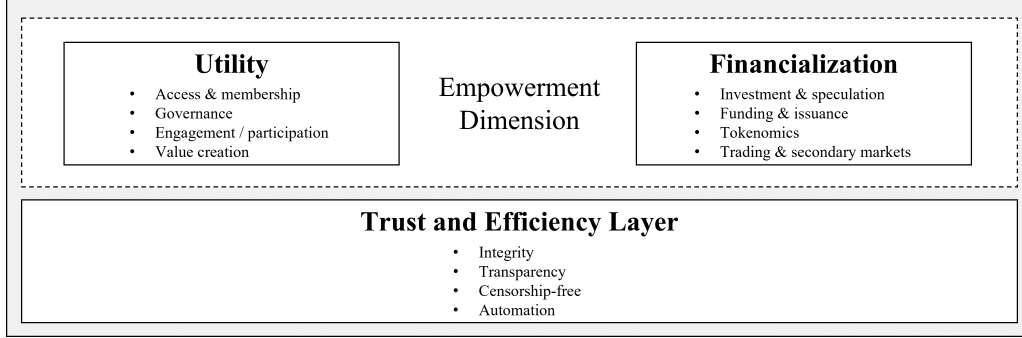 Utility
• Access & membership
• Governance
• Engagement / participation
• Value creation
Empowerment
Dimension
Financialization
• Investment & speculation
• Funding & issuance
• Tokenomics
• Trading & secondary markets
Trust and Efficiency Layer
• Integrity
• Transparency
• Censorship-free
• Automation